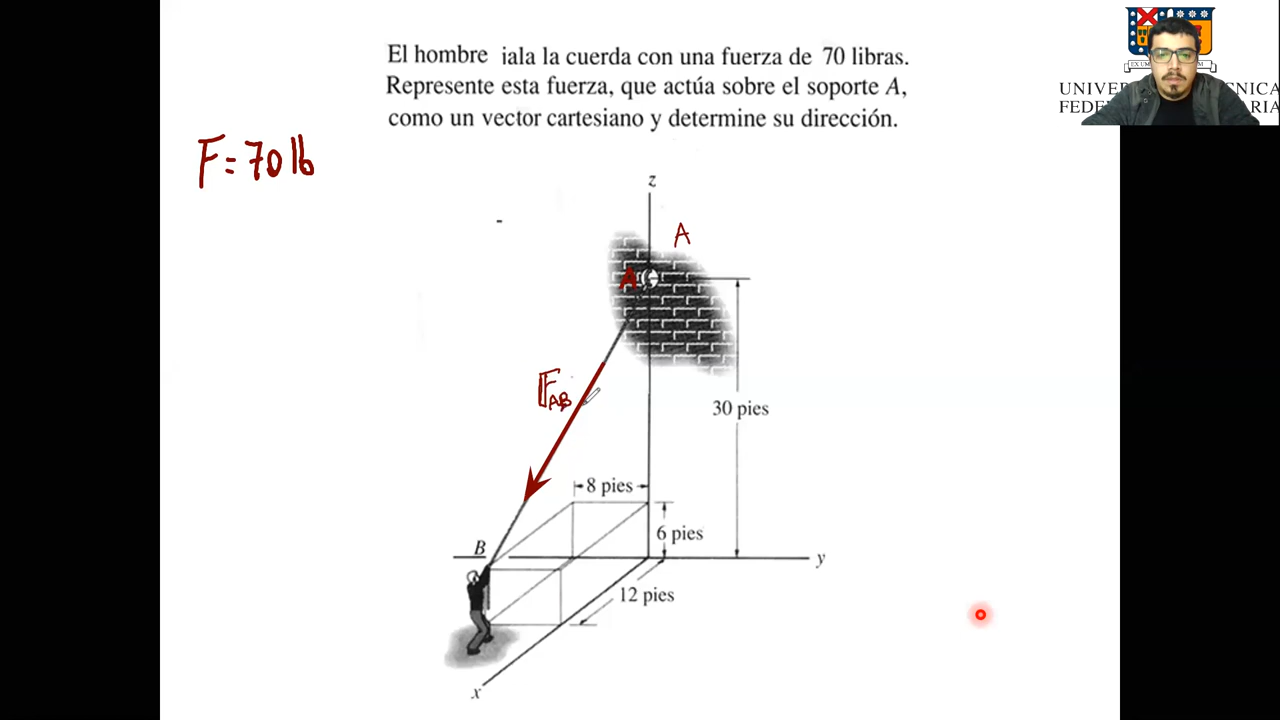 El hombre iala la cuerda con una fuerza de 70 libras.
Represente esta fuerza, que actúa sobre el soporte A,
como un vector cartesiano y determine su dirección.
F = 70 lb
z
A
A
F_AB
30 pies
8 pies
6 pies
B
y
12 pies
x